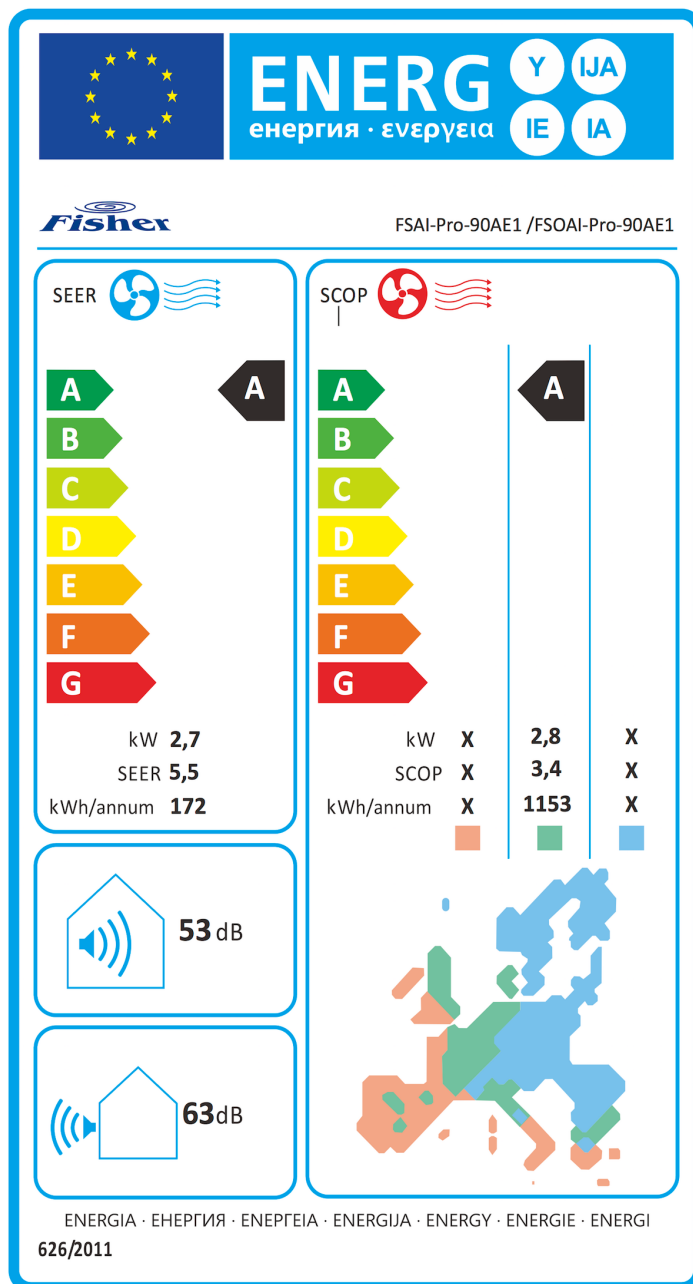 ENERG
енергия · ενεργεια
Y
IJA
IE
IA
Fisher
FSAI-Pro-90AE1 /FSOAI-Pro-90AE1
SEER
A
A
B
C
D
E
F
G
kW 2,7
SEER 5,5
kWh/annum 172
SCOP
A
A
B
C
D
E
F
G
kW X 2,8 X
SCOP X 3,4 X
kWh/annum X 1153 X
53 dB
63 dB
ENERGIA · ЕНЕРГИЯ · ΕΝΕΡΓΕΙΑ · ENERGIJA · ENERGY · ENERGIE · ENERGI
626/2011